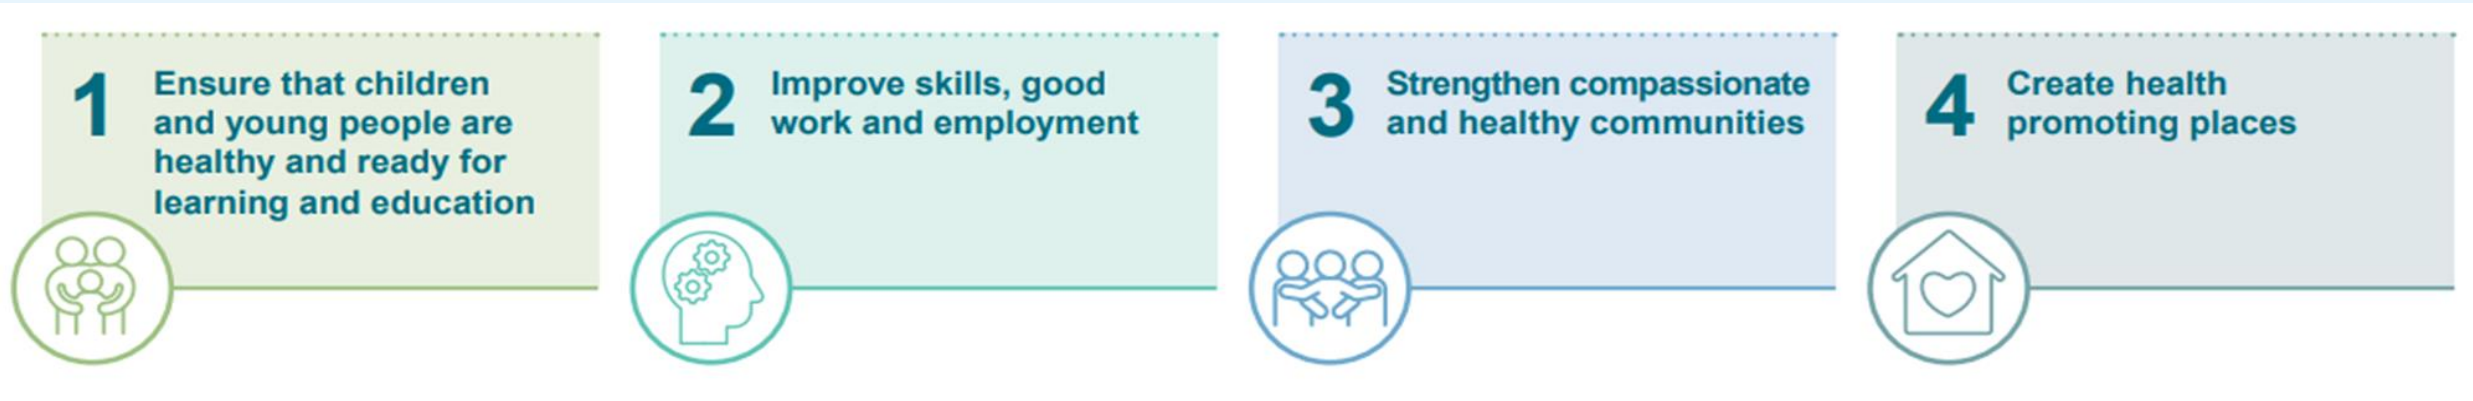 1
Ensure that children
and young people are
healthy and ready for
learning and education
2
Improve skills, good
work and employment
3
Strengthen compassionate
and healthy communities
4
Create health
promoting places